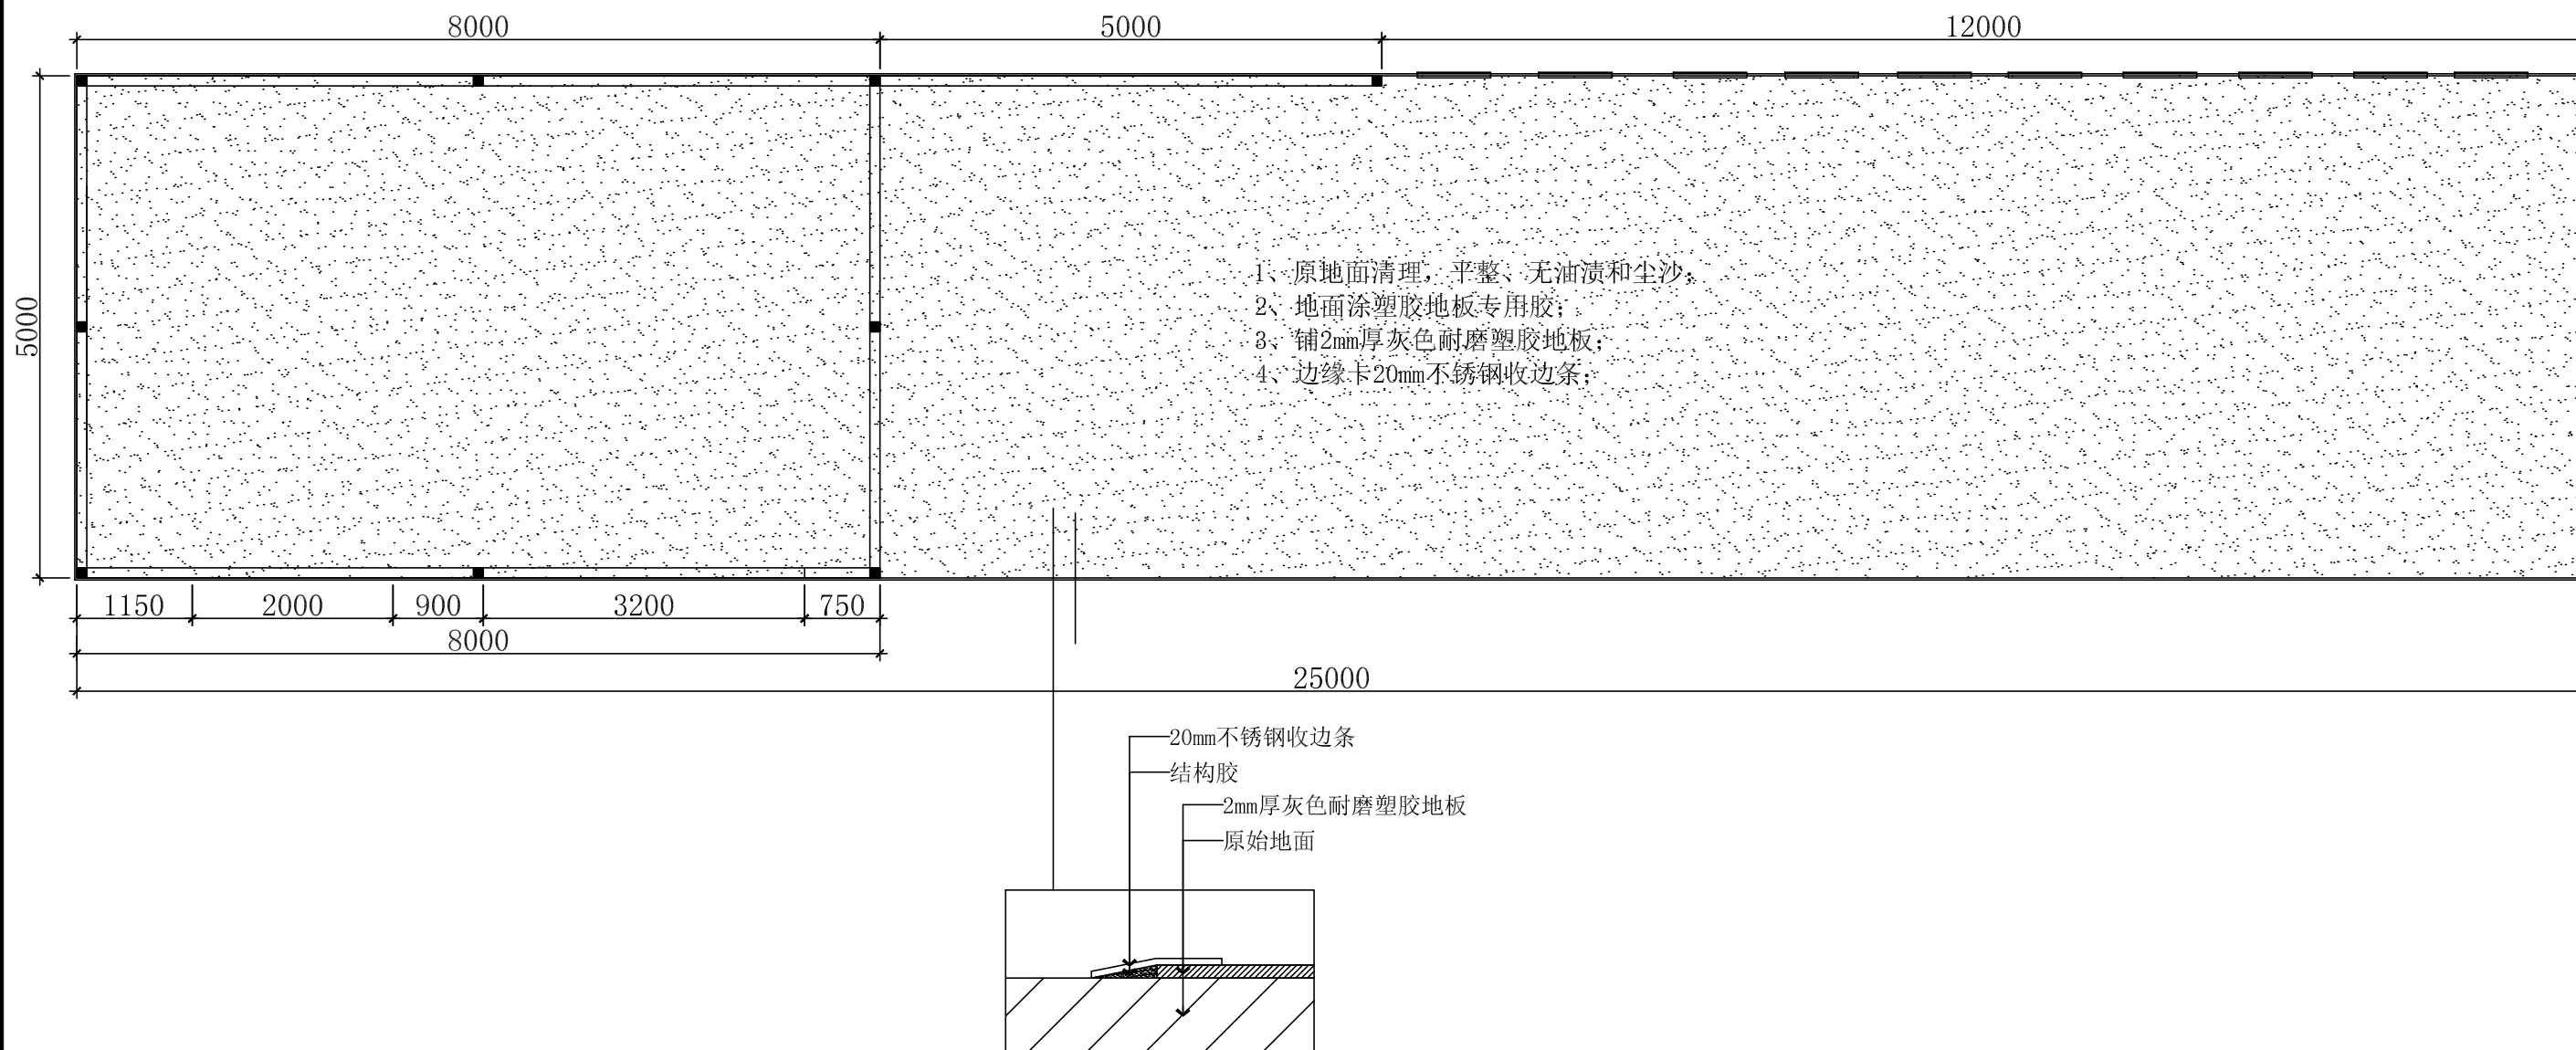 8000
5000
12000
5000
1、原地面清理，平整、无油渍和尘沙；
2、地面涂塑胶地板专用胶；
3、铺2mm厚灰色耐磨塑胶地板；
4、边缘卡20mm不锈钢收边条；
1150
2000
900
3200
750
8000
25000
20mm不锈钢收边条
结构胶
2mm厚灰色耐磨塑胶地板
原始地面